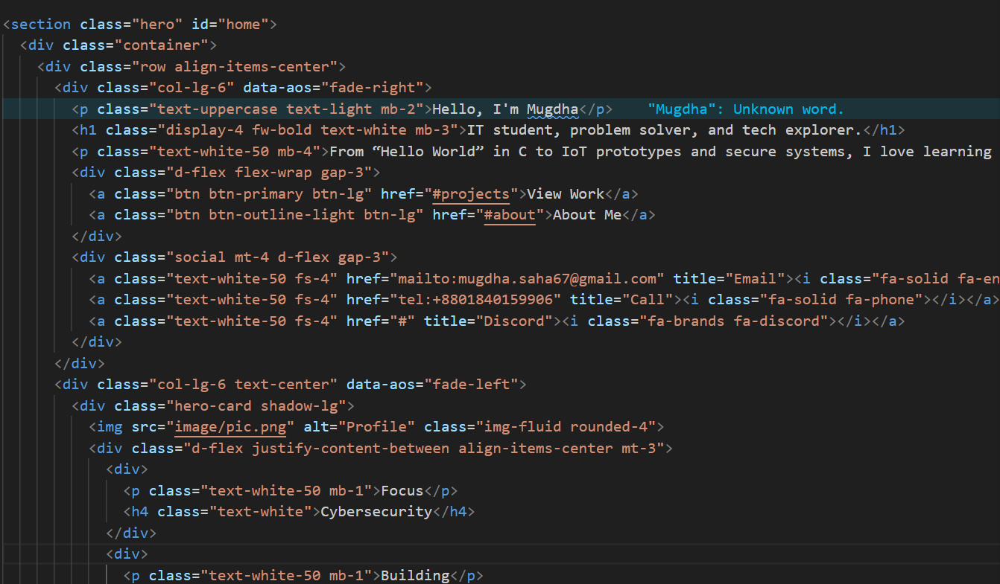 <section class="hero" id="home">
<div class="container">
<div class="row align-items-center">
<div class="col-lg-6" data-aos="fade-right">
<p class="text-uppercase text-light mb-2">Hello, I'm Mugdha</p> "Mugdha": Unknown word.
<h1 class="display-4 fw-bold text-white mb-3">IT student, problem solver, and tech explorer.</h1>
<p class="text-white-50 mb-4">From “Hello World” in C to IoT prototypes and secure systems, I love learning
<div class="d-flex flex-wrap gap-3">
<a class="btn btn-primary btn-lg" href="#projects">View Work</a>
<a class="btn btn-outline-light btn-lg" href="#about">About Me</a>
</div>
<div class="social mt-4 d-flex gap-3">
<a class="text-white-50 fs-4" href="mailto:mugdha.saha67@gmail.com" title="Email"><i class="fa-solid fa-en
<a class="text-white-50 fs-4" href="tel:+8801840159906" title="Call"><i class="fa-solid fa-phone"></i></a>
<a class="text-white-50 fs-4" href="#" title="Discord"><i class="fa-brands fa-discord"></i></a>
</div>
</div>
<div class="col-lg-6 text-center" data-aos="fade-left">
<div class="hero-card shadow-lg">
<img src="image/pic.png" alt="Profile" class="img-fluid rounded-4">
<div class="d-flex justify-content-between align-items-center mt-3">
<div>
<p class="text-white-50 mb-1">Focus</p>
<h4 class="text-white">Cybersecurity</h4>
</div>
<div>
<p class="text-white-50 mb-1">Building</p>